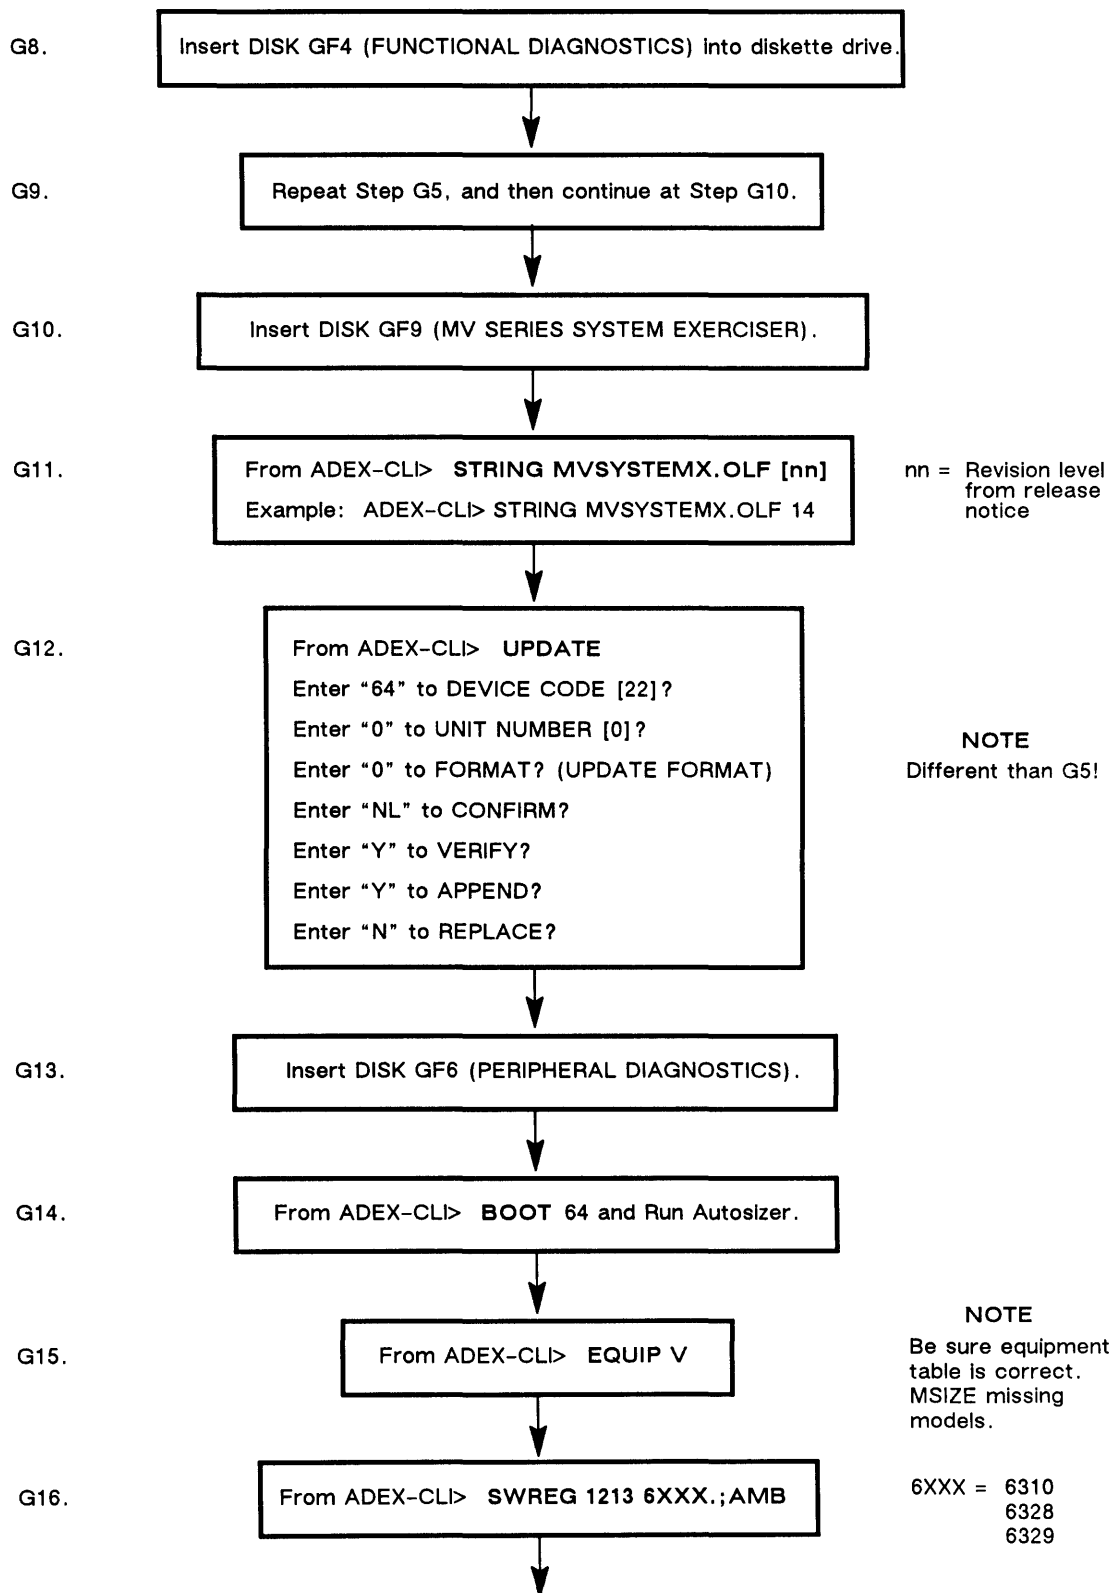 G8.
Insert DISK GF4 (FUNCTIONAL DIAGNOSTICS) into diskette drive.
G9.
Repeat Step G5, and then continue at Step G10.
G10.
Insert DISK GF9 (MV SERIES SYSTEM EXERCISER).
G11.
From ADEX-CLI> STRING MVSYSTEMX.OLF [nn]
Example: ADEX-CLI> STRING MVSYSTEMX.OLF 14
nn = Revision level
from release
notice
G12.
From ADEX-CLI> UPDATE
Enter “64” to DEVICE CODE [22]?
Enter “0” to UNIT NUMBER [0]?
Enter “0” to FORMAT? (UPDATE FORMAT)
Enter “NL” to CONFIRM?
Enter “Y” to VERIFY?
Enter “Y” to APPEND?
Enter “N” to REPLACE?
NOTE
Different than G5!
G13.
Insert DISK GF6 (PERIPHERAL DIAGNOSTICS).
G14.
From ADEX-CLI> BOOT 64 and Run Autosizer.
G15.
From ADEX-CLI> EQUIP V
NOTE
Be sure equipment
table is correct.
MSIZE missing
models.
G16.
From ADEX-CLI> SWREG 1213 6XXX.;AMB
6XXX = 6310
6328
6329